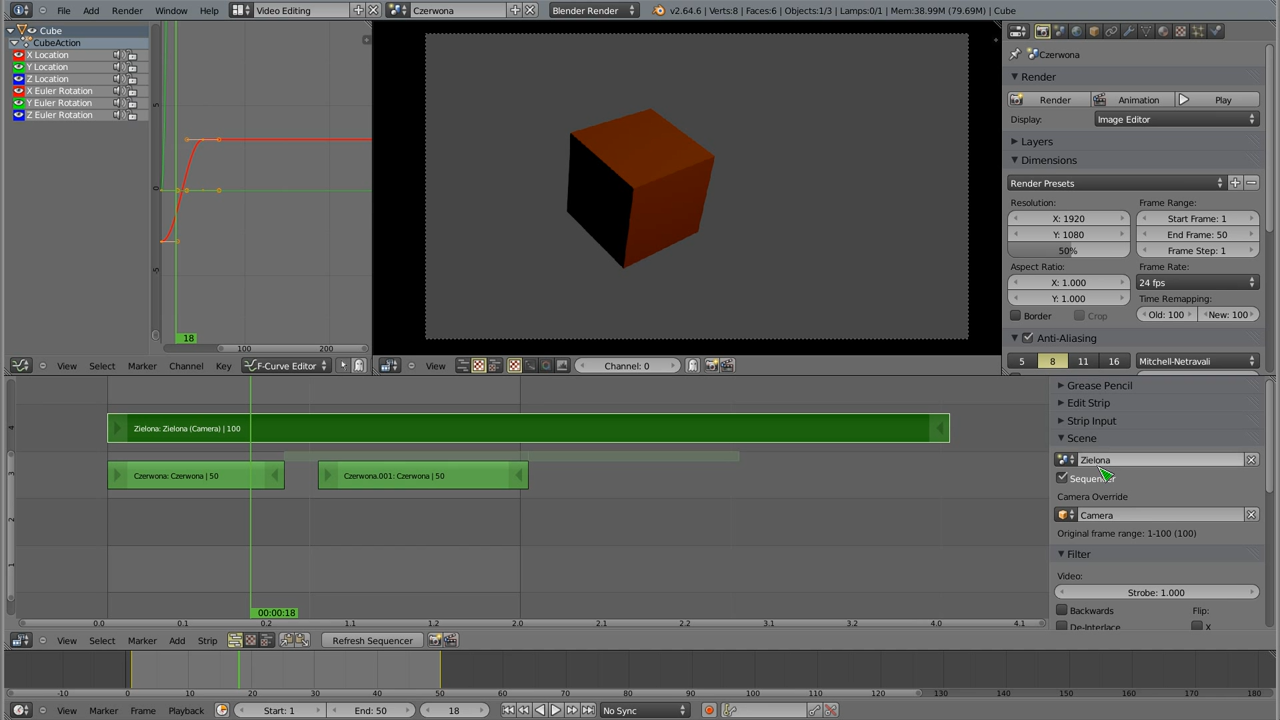 File Add Render Window Help Video Editing Czerwona Blender Render v2.64.6 | Verts:8 | Faces:6 | Objects:1/3 | Lamps:0/1 | Mem:38.99M (79.69M) | Cube
Cube
CubeAction
X Location
Y Location
Z Location
X Euler Rotation
Y Euler Rotation
Z Euler Rotation
5
0
-5
18
100 200
View Select Marker Channel Key F-Curve Editor
View Channel: 0
Czerwona
Render
Render Animation Play
Display: Image Editor
Layers
Dimensions
Render Presets
Resolution: Frame Range:
X: 1920 Start Frame: 1
Y: 1080 End Frame: 50
50% Frame Step: 1
Aspect Ratio: Frame Rate:
X: 1.000 24 fps
Y: 1.000 Time Remapping:
Border Crop Old: 100 New: 100
Anti-Aliasing
5 8 11 16 Mitchell-Netravali
4
3
2
1
Zielona: Zielona (Camera) | 100
Czerwona: Czerwona | 50 Czerwona.001: Czerwona | 50
00:00:18
0.0 0.1 0.2 1.1 1.2 2.0 2.1 3.1 3.2 4.0 4.1
View Select Marker Add Strip Refresh Sequencer
Grease Pencil
Edit Strip
Strip Input
Scene
Zielona
Camera Override
Camera
Original frame range: 1-100 (100)
Filter
Video:
Strobe: 1.000
Backwards Flip:
De-Interlace X
-10 0 10 20 30 40 50 60 70 80 90 100 110 120 130 140 150 160 170 180
View Marker Frame Playback Start: 1 End: 50 18 No Sync